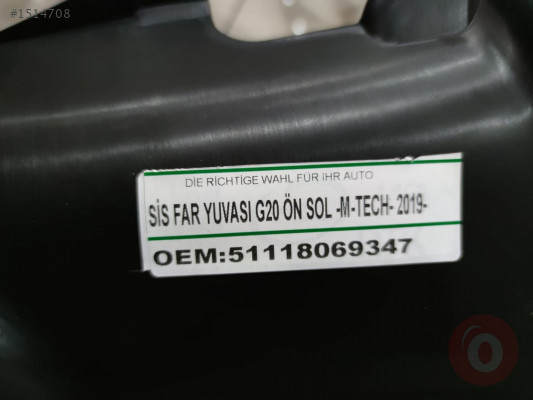 #1514708
DIE RICHTIGE WAHL FÜR IHR AUTO
SİS FAR YUVASI G20 ÖN SOL -M-TECH- 2019-
OEM:51118069347